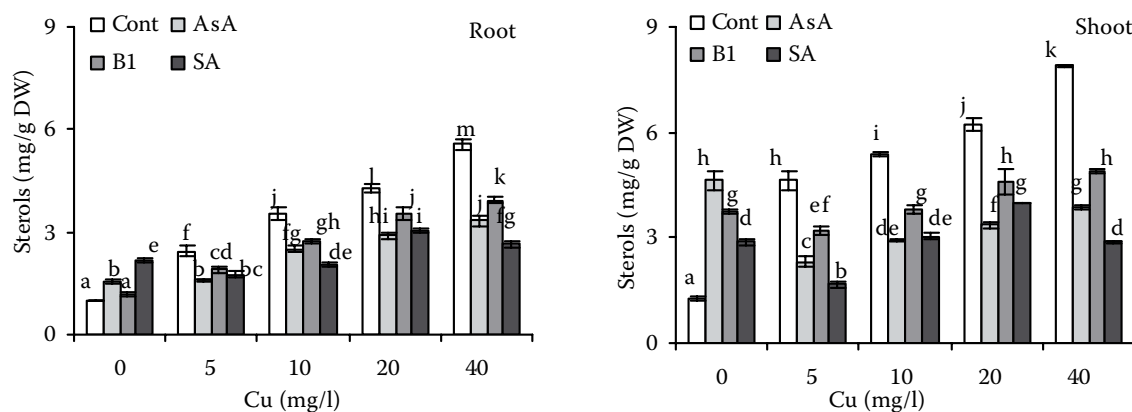 Cont AsA
B1 SA
Root
Sterols (mg/g DW)
9
6
3
0
a b a e
f b cd bc
j fg gh de
l hi j i
m j k fg
0 5 10 20 40
Cu (mg/l)
Cont AsA
B1 SA
Shoot
Sterols (mg/g DW)
9
6
3
0
a h g d
h c ef b
i de g de
j f h g
k g h d
0 5 10 20 40
Cu (mg/l)